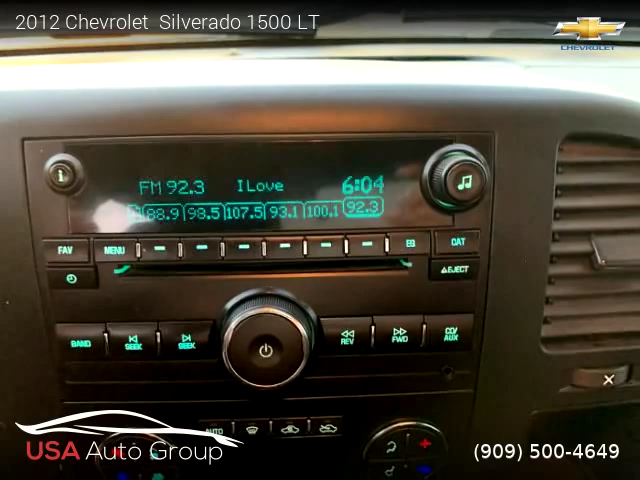 2012 Chevrolet Silverado 1500 LT
CHEVROLET
FM 92.3 I Love 6:04
88.9 98.5 107.5 93.1 100.1 92.3
FAV MENU EQ CAT
EJECT
BAND SEEK SEEK REV FWD CD/AUX
AUTO
USA Auto Group
(909) 500-4649